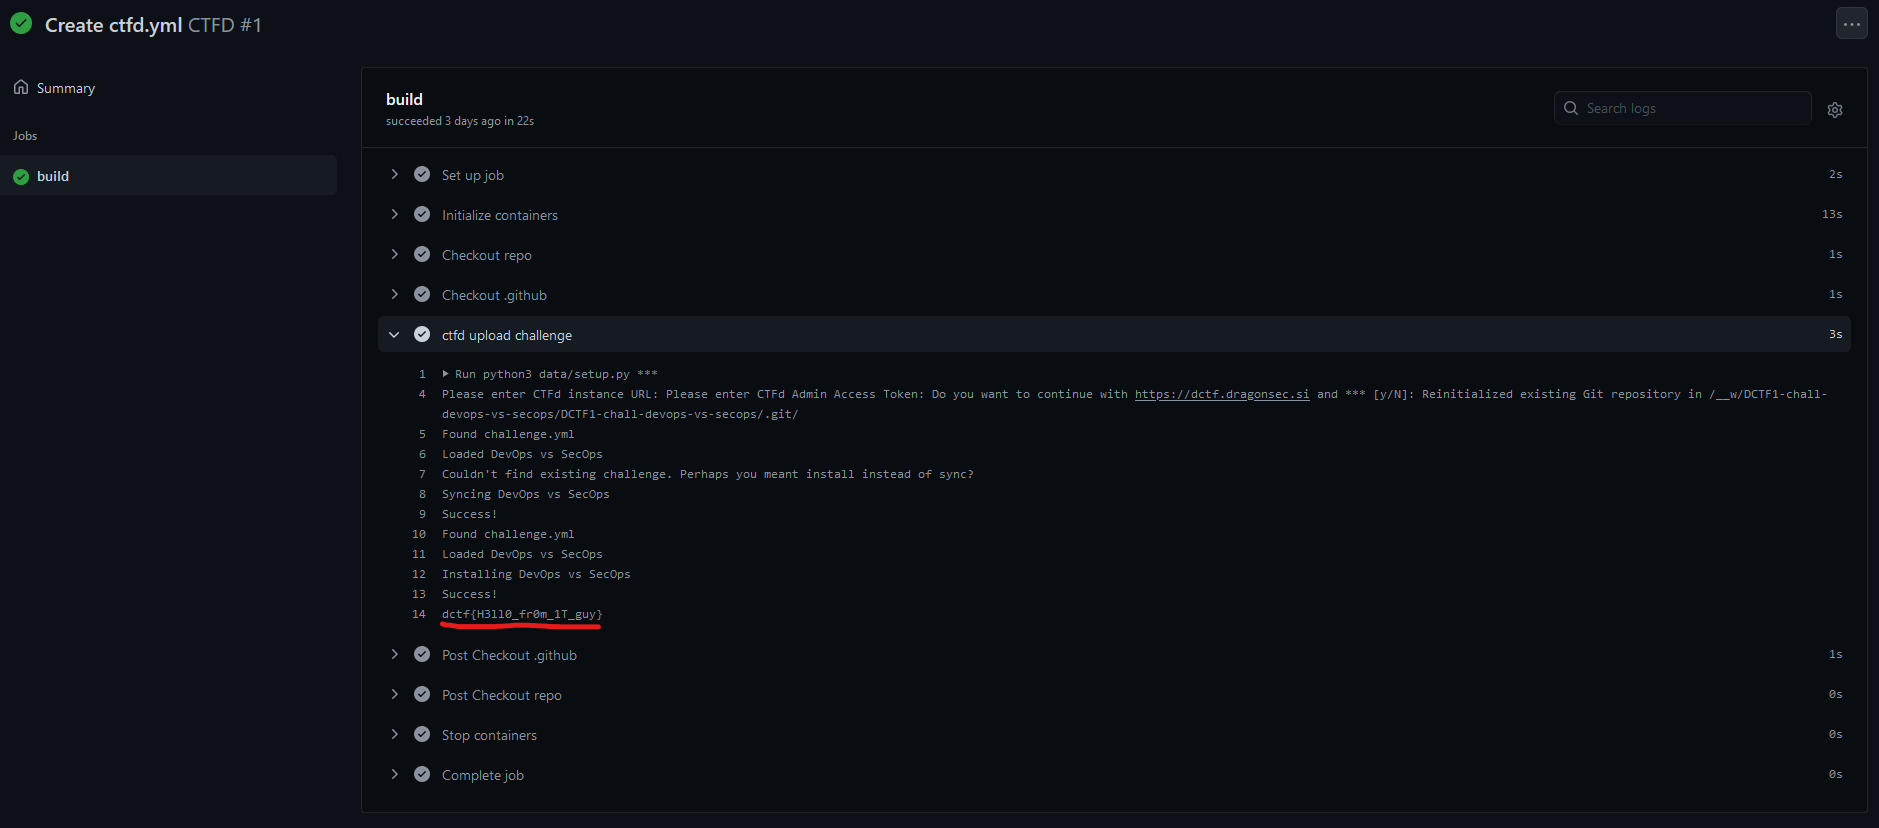 Create ctfd.yml CTFD #1
Summary
Jobs
build
build
succeeded 3 days ago in 22s
Search logs
Set up job 2s
Initialize containers 13s
Checkout repo 1s
Checkout .github 1s
ctfd upload challenge 3s
1 Run python3 data/setup.py ***
4 Please enter CTFd instance URL: Please enter CTFd Admin Access Token: Do you want to continue with https://dctf.dragonsec.si and *** [y/N]: Reinitialized existing Git repository in /__w/DCTF1-chall-
devops-vs-secops/DCTF1-chall-devops-vs-secops/.git/
5 Found challenge.yml
6 Loaded DevOps vs SecOps
7 Couldn't find existing challenge. Perhaps you meant install instead of sync?
8 Syncing DevOps vs SecOps
9 Success!
10 Found challenge.yml
11 Loaded DevOps vs SecOps
12 Installing DevOps vs SecOps
13 Success!
14 dctf{H3ll0_fr0m_1T_guy}
Post Checkout .github 1s
Post Checkout repo 0s
Stop containers 0s
Complete job 0s